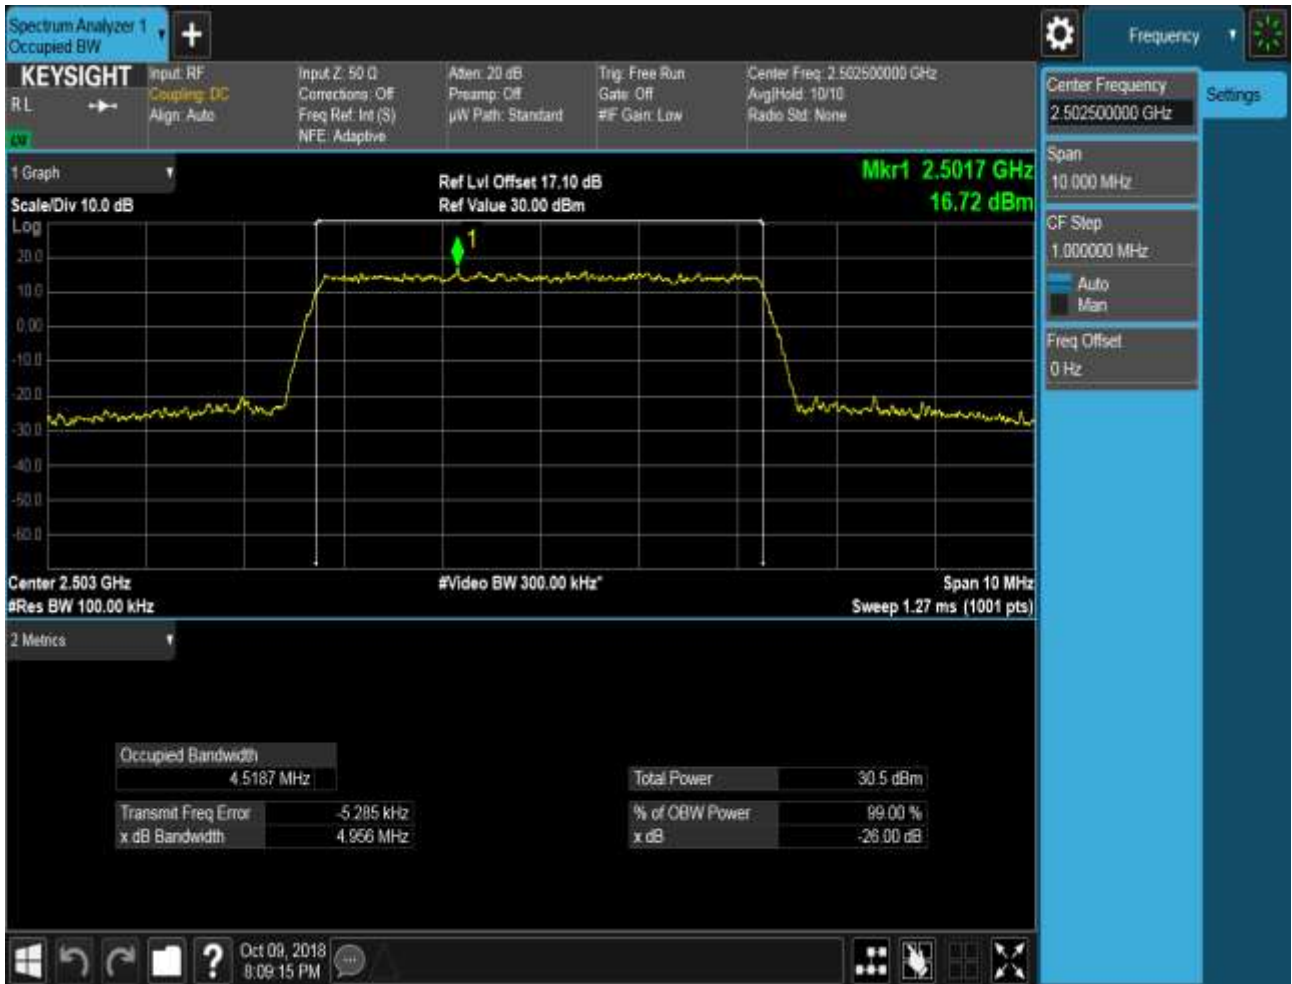 Spectrum Analyzer 1
Occupied BW
Frequency
KEYSIGHT
R L
Input: RF
Coupling: DC
Align: Auto
Input Z: 50 Ω
Corrections: Off
Freq Ref: Int (S)
NFE: Adaptive
Atten: 20 dB
Preamp: Off
µW Path: Standard
Trig: Free Run
Gate: Off
#IF Gain: Low
Center Freq: 2.502500000 GHz
Avg|Hold: 10/10
Radio Std: None
Center Frequency
2.502500000 GHz
Settings
Span
10.000 MHz
CF Step
1.000000 MHz
Auto
Man
Freq Offset
0 Hz
1 Graph
Scale/Div 10.0 dB
Ref Lvl Offset 17.10 dB
Ref Value 30.00 dBm
Mkr1 2.5017 GHz
16.72 dBm
Log
1
20.0
10.0
0.00
-10.0
-20.0
-30.0
-40.0
-50.0
-60.0
Center 2.503 GHz
#Video BW 300.00 kHz*
Span 10 MHz
#Res BW 100.00 kHz
Sweep 1.27 ms (1001 pts)
2 Metrics
Occupied Bandwidth
4.5187 MHz
Total Power 30.5 dBm
Transmit Freq Error -5.285 kHz
% of OBW Power 99.00 %
x dB Bandwidth 4.956 MHz
x dB -26.00 dB
?
Oct 09, 2018
8:09:15 PM